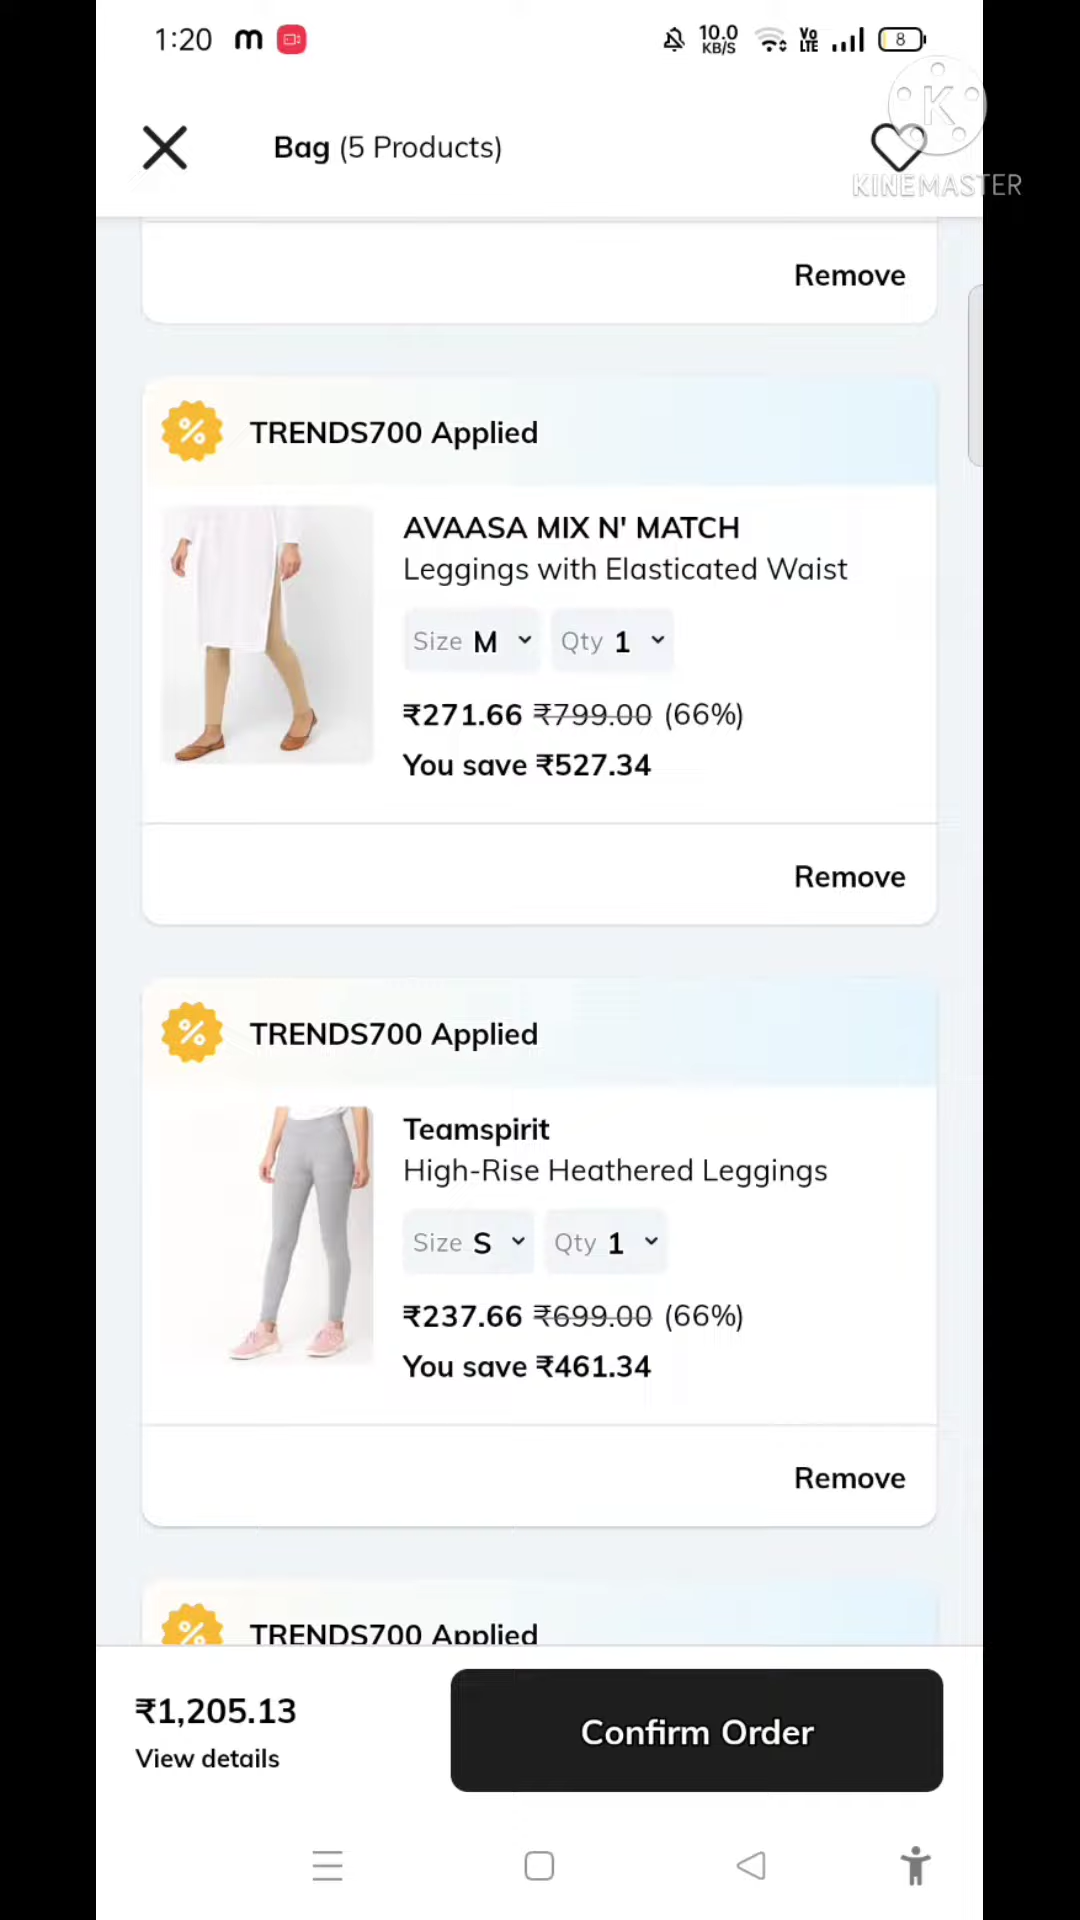 1:20 m 10.0 KB/S Vo LTE 8
KINEMASTER
Bag (5 Products)
Remove
TRENDS700 Applied
AVAASA MIX N' MATCH
Leggings with Elasticated Waist
Size M Qty 1
₹271.66 ₹799.00 (66%)
You save ₹527.34
Remove
TRENDS700 Applied
Teamspirit
High-Rise Heathered Leggings
Size S Qty 1
₹237.66 ₹699.00 (66%)
You save ₹461.34
Remove
TRENDS700 Applied
₹1,205.13
View details
Confirm Order